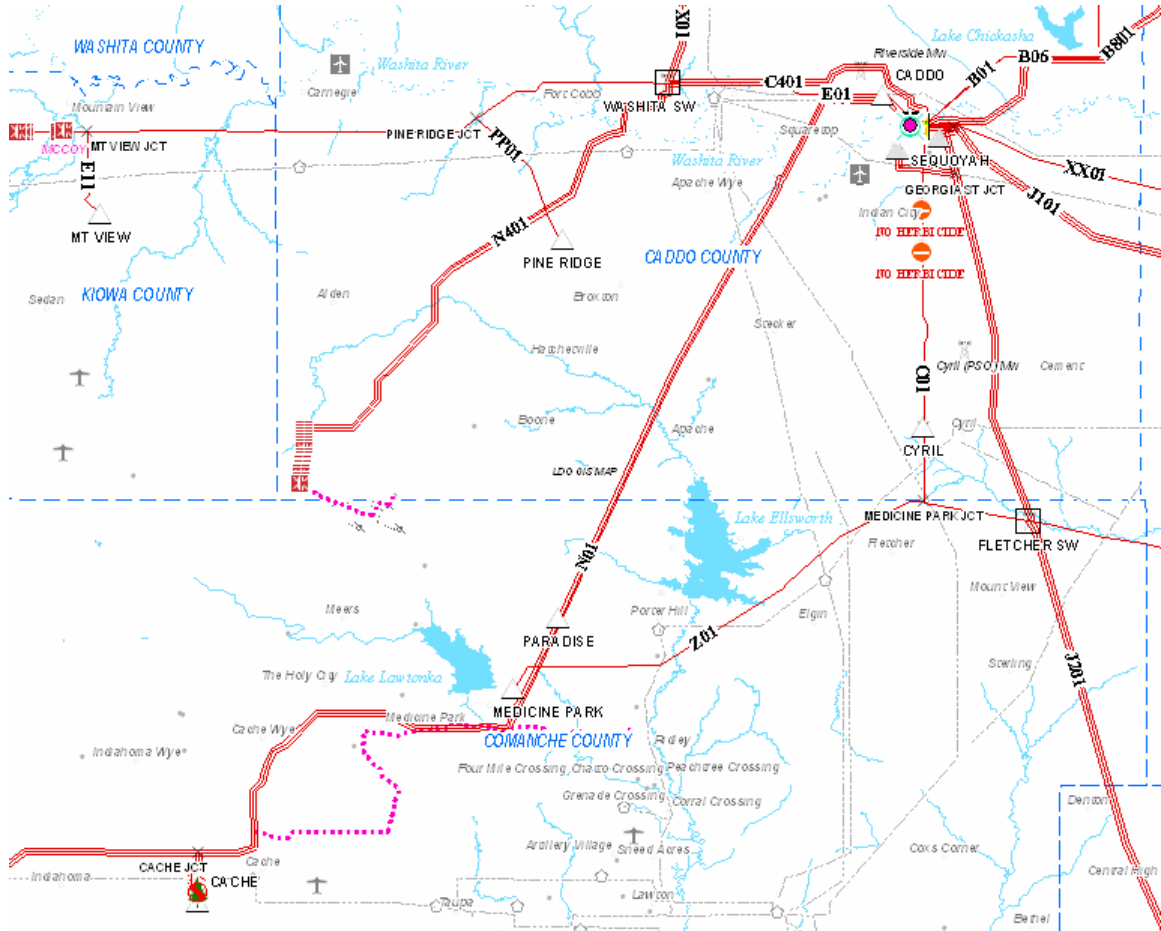 X01
WASHITA COUNTY
Lake Chickasha
Washita River
Riverside Mw
B801
B06
CADDO
B01
C401
Carnegie
Fort Cobb
E01
Mountain View
WASHITA SW
PINE RIDGE JCT
Squaretop
MCCOY
MT VIEW JCT
PP01
SEQUOYAH
Washita River
XX01
E11
Apache Wye
GEORGIA ST JCT
J101
Indian City
MT VIEW
N401
NO HERBICIDE
PINE RIDGE
CADDO COUNTY
NO HERBICIDE
KIOWA COUNTY
Sedan
Alden
Broxton
Stecker
Hatchetville
Cyril (PSO) Mw
Cement
C01
Boone
Apache
Cyril
CYRIL
LDO GIS MAP
Lake Ellsworth
MEDICINE PARK JCT
Fletcher
FLETCHER SW
N01
Mount View
Meers
Porter Hill
Elgin
PARADISE
Z01
Sterling
J201
The Holy City
Lake Lawtonka
MEDICINE PARK
Medicine Park
Cache Wye
COMANCHE COUNTY
Ridley
Indiahoma Wye
Four Mile Crossing
Chatto Crossing
Peachtree Crossing
Grenade Crossing
Corral Crossing
Denton
Artillery Village
Sneed Acres
Coxs Corner
Cache
CACHE JCT
Indiahoma
CACHE
Central High
Lawton
Taupa
Bethel